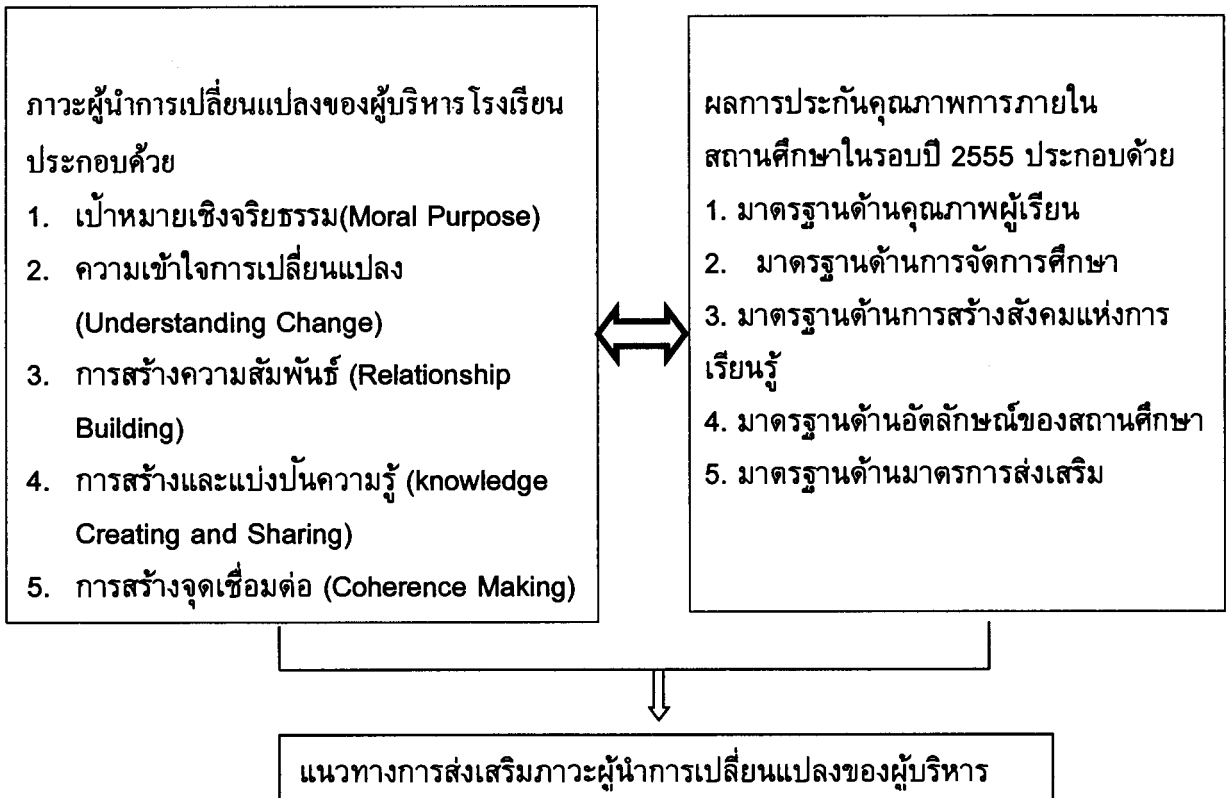 ภาวะผู้นำการเปลี่ยนแปลงของผู้บริหารโรงเรียน
ประกอบด้วย
1. เป้าหมายเชิงจริยธรรม(Moral Purpose)
2. ความเข้าใจการเปลี่ยนแปลง
(Understanding Change)
3. การสร้างความสัมพันธ์ (Relationship
Building)
4. การสร้างและแบ่งปันความรู้ (knowledge
Creating and Sharing)
5. การสร้างจุดเชื่อมต่อ (Coherence Making)
ผลการประกันคุณภาพการภายใน
สถานศึกษาในรอบปี 2555 ประกอบด้วย
1. มาตรฐานด้านคุณภาพผู้เรียน
2. มาตรฐานด้านการจัดการศึกษา
3. มาตรฐานด้านการสร้างสังคมแห่งการ
เรียนรู้
4. มาตรฐานด้านอัตลักษณ์ของสถานศึกษา
5. มาตรฐานด้านมาตรการส่งเสริม
แนวทางการส่งเสริมภาวะผู้นำการเปลี่ยนแปลงของผู้บริหาร